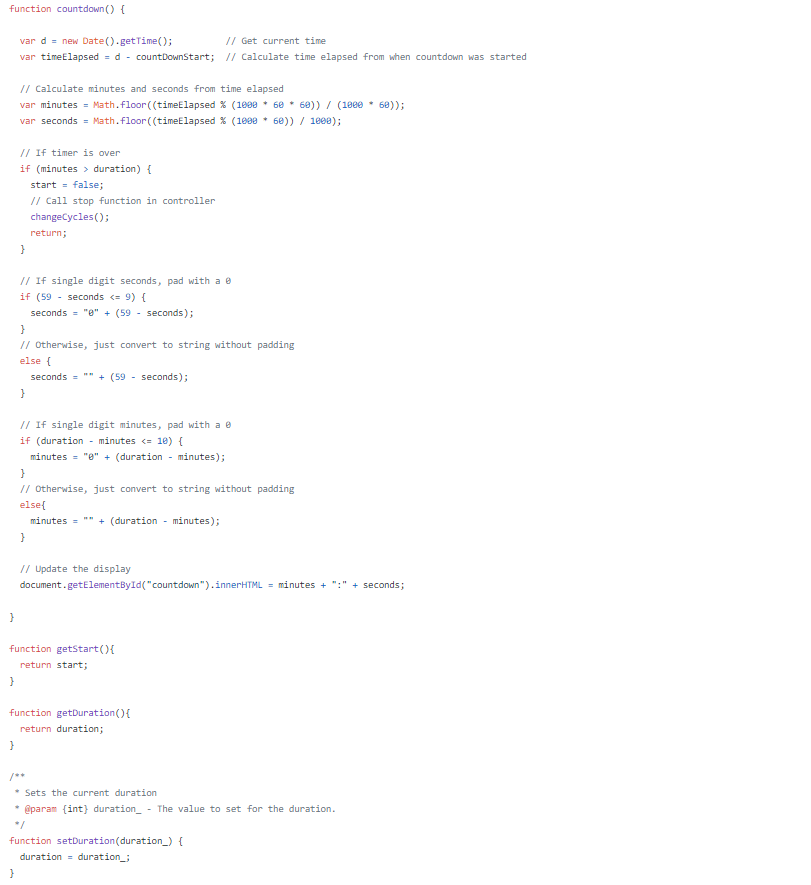 function countdown() {

  var d = new Date().getTime();          // Get current time
  var timeElapsed = d - countDownStart;  // Calculate time elapsed from when countdown was started

  // Calculate minutes and seconds from time elapsed
  var minutes = Math.floor((timeElapsed % (1000 * 60 * 60)) / (1000 * 60));
  var seconds = Math.floor((timeElapsed % (1000 * 60)) / 1000);

  // If timer is over
  if (minutes > duration) {
    start = false;
    // Call stop function in controller
    changeCycles();
    return;
  }

  // If single digit seconds, pad with a 0
  if (59 - seconds <= 9) {
    seconds = "0" + (59 - seconds);
  }
  // Otherwise, just convert to string without padding
  else {
    seconds = "" + (59 - seconds);
  }

  // If single digit minutes, pad with a 0
  if (duration - minutes <= 10) {
    minutes = "0" + (duration - minutes);
  }
  // Otherwise, just convert to string without padding
  else{
    minutes = "" + (duration - minutes);
  }

  // Update the display
  document.getElementById("countdown").innerHTML = minutes + ":" + seconds;

}

function getStart(){
  return start;
}

function getDuration(){
  return duration;
}

/**
 * Sets the current duration
 * @param {int} duration_ - The value to set for the duration.
 */
function setDuration(duration_) {
  duration = duration_;
}